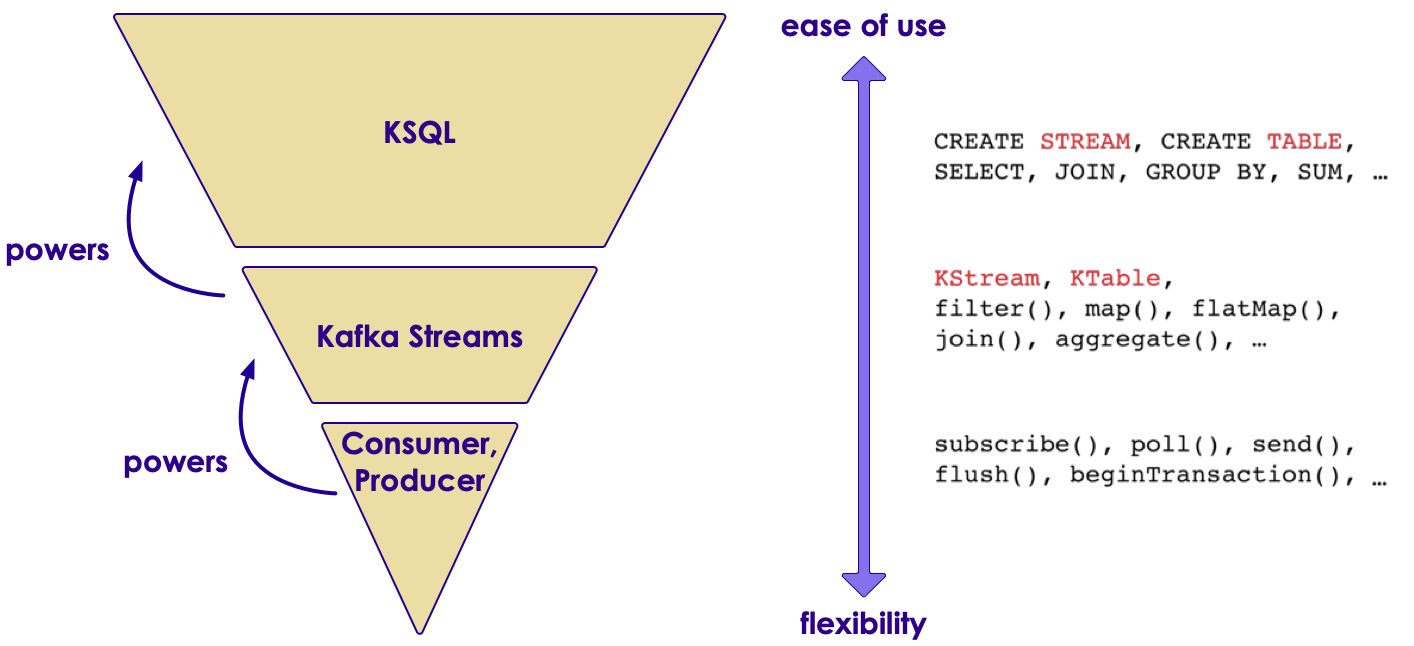 ease of use
KSQL
CREATE STREAM, CREATE TABLE,
SELECT, JOIN, GROUP BY, SUM, …
powers
KStream, KTable,
filter(), map(), flatMap(),
join(), aggregate(), …
Kafka Streams
powers
Consumer,
Producer
subscribe(), poll(), send(),
flush(), beginTransaction(), …
flexibility